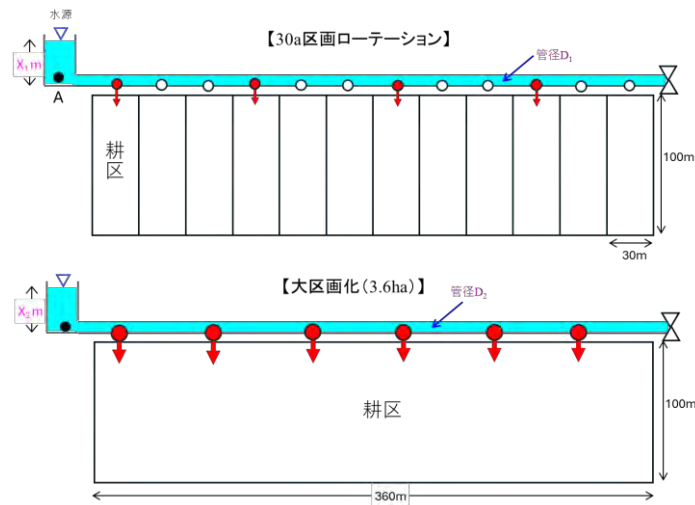 水源
【30a区画ローテーション】
X₁m
管径D₁
A
耕
区
100m
30m
【大区画化(3.6ha)】
X₂m
管径D₂
耕区
100m
360m